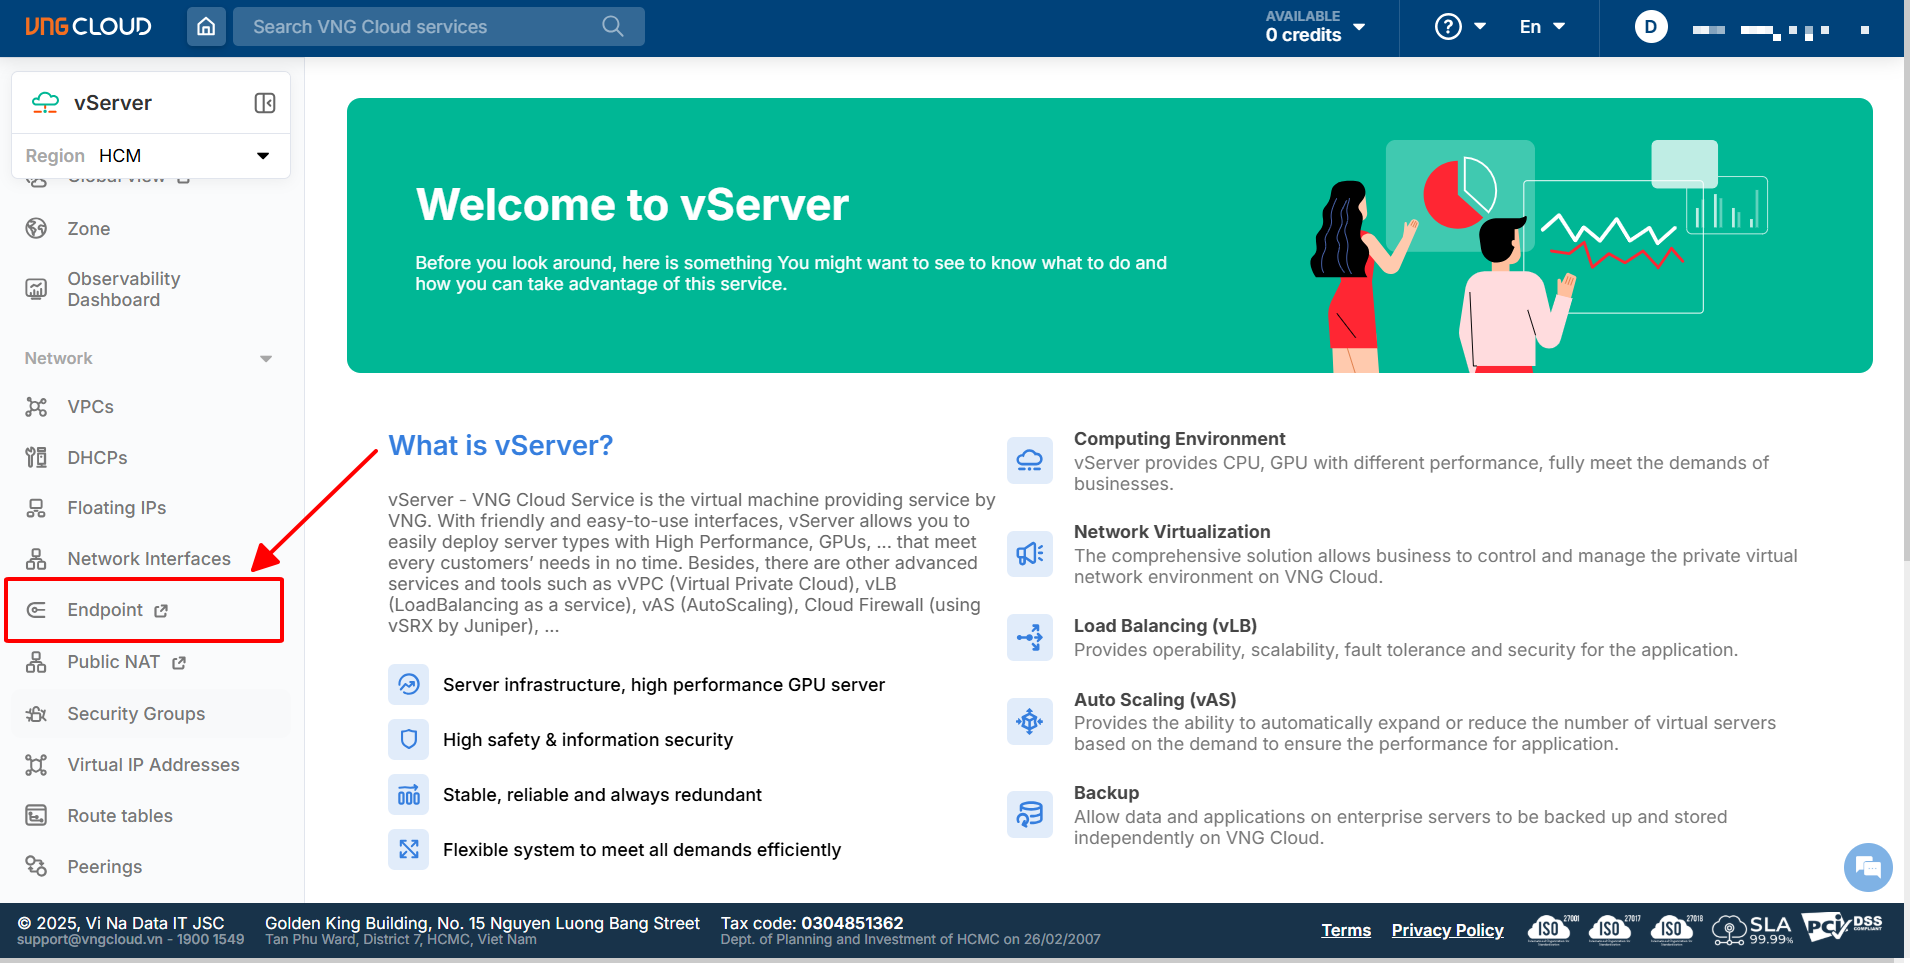 VNG CLOUD
Search VNG Cloud services
AVAILABLE
0 credits
?
En
D
vServer
Region HCM
Global View
Zone
Observability
Dashboard
Network
VPCs
DHCPs
Floating IPs
Network Interfaces
Endpoint
Public NAT
Security Groups
Virtual IP Addresses
Route tables
Peerings
Welcome to vServer
Before you look around, here is something You might want to see to know what to do and
how you can take advantage of this service.
What is vServer?
vServer - VNG Cloud Service is the virtual machine providing service by
VNG. With friendly and easy-to-use interfaces, vServer allows you to
easily deploy server types with High Performance, GPUs, ... that meet
every customers’ needs in no time. Besides, there are other advanced
services and tools such as vVPC (Virtual Private Cloud), vLB
(LoadBalancing as a service), vAS (AutoScaling), Cloud Firewall (using
vSRX by Juniper), ...
Server infrastructure, high performance GPU server
High safety & information security
Stable, reliable and always redundant
Flexible system to meet all demands efficiently
Computing Environment
vServer provides CPU, GPU with different performance, fully meet the demands of
businesses.
Network Virtualization
The comprehensive solution allows business to control and manage the private virtual
network environment on VNG Cloud.
Load Balancing (vLB)
Provides operability, scalability, fault tolerance and security for the application.
Auto Scaling (vAS)
Provides the ability to automatically expand or reduce the number of virtual servers
based on the demand to ensure the performance for application.
Backup
Allow data and applications on enterprise servers to be backed up and stored
independently on VNG Cloud.
© 2025, Vi Na Data IT JSC
support@vngcloud.vn - 1900 1549
Golden King Building, No. 15 Nguyen Luong Bang Street
Tan Phu Ward, District 7, HCMC, Viet Nam
Tax code: 0304851362
Dept. of Planning and Investment of HCMC on 26/02/2007
Terms
Privacy Policy
ISO 27001
ISO 27017
ISO 27018
SLA
99.99%
PCI DSS
COMPLIANT